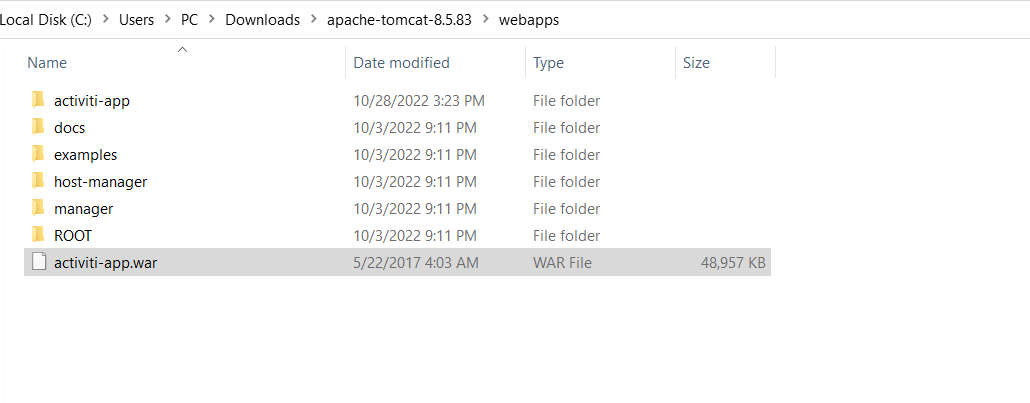 Local Disk (C:) > Users > PC > Downloads > apache-tomcat-8.5.83 > webapps
Name Date modified Type Size
activiti-app 10/28/2022 3:23 PM File folder
docs 10/3/2022 9:11 PM File folder
examples 10/3/2022 9:11 PM File folder
host-manager 10/3/2022 9:11 PM File folder
manager 10/3/2022 9:11 PM File folder
ROOT 10/3/2022 9:11 PM File folder
activiti-app.war 5/22/2017 4:03 AM WAR File 48,957 KB